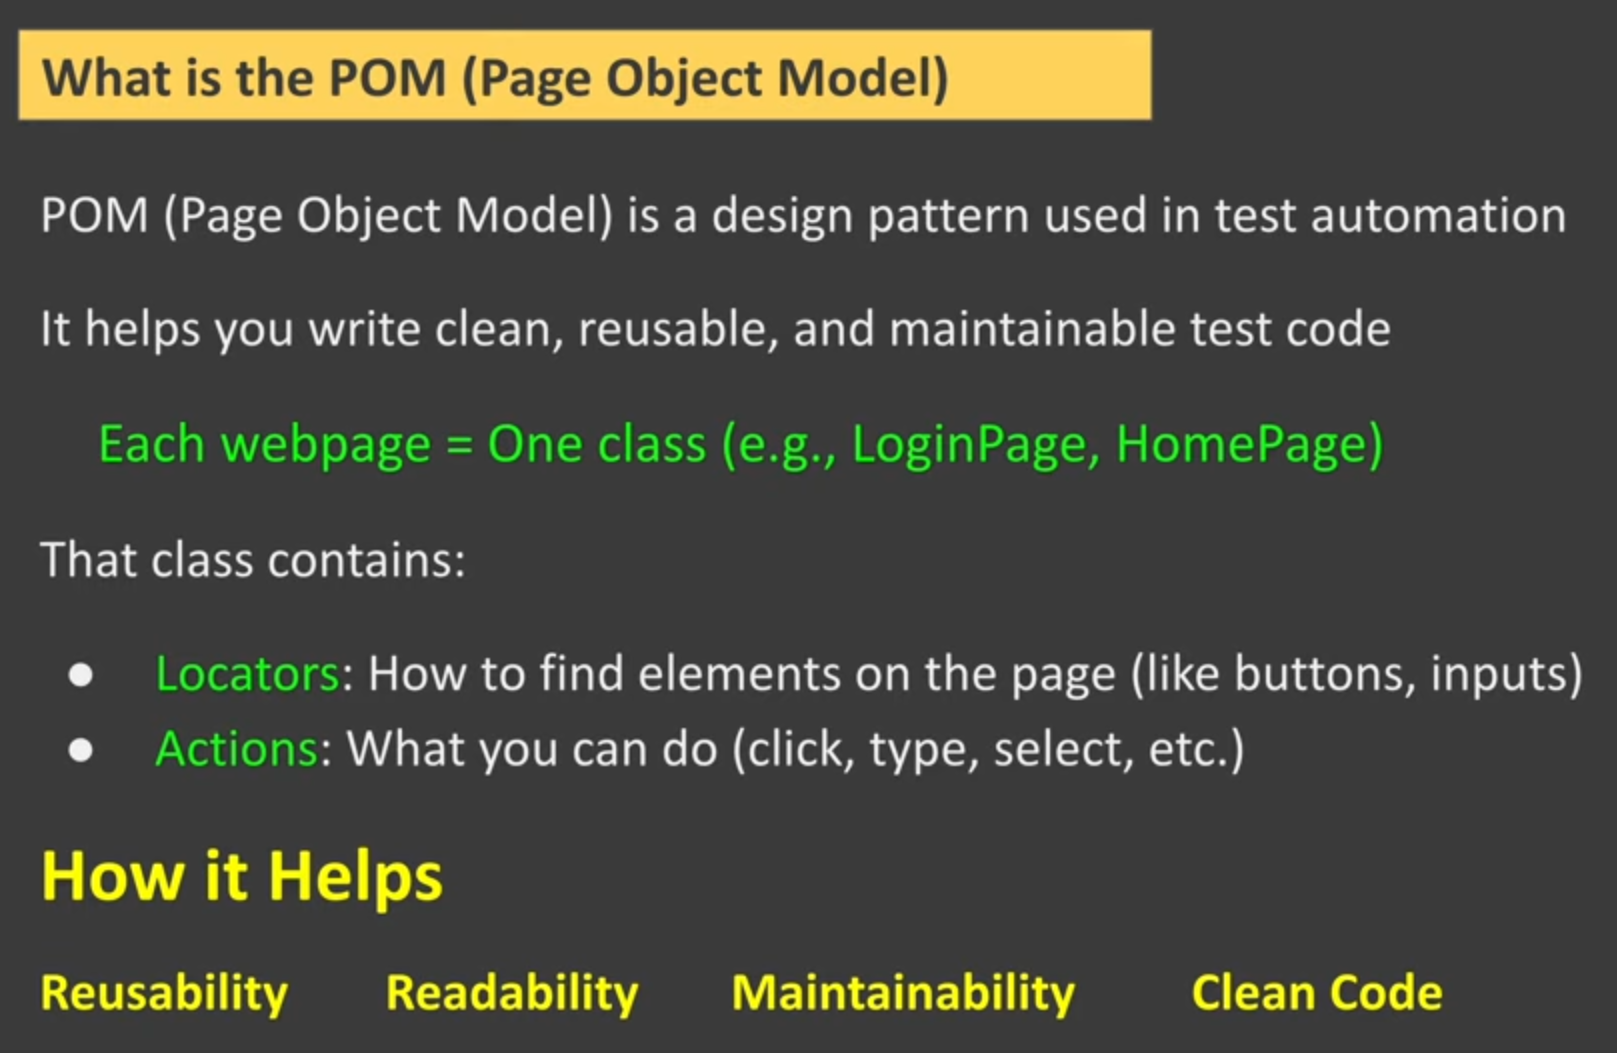 What is the POM (Page Object Model)
POM (Page Object Model) is a design pattern used in test automation
It helps you write clean, reusable, and maintainable test code
Each webpage = One class (e.g., LoginPage, HomePage)
That class contains:
● Locators: How to find elements on the page (like buttons, inputs)
● Actions: What you can do (click, type, select, etc.)
How it Helps
Reusability Readability Maintainability Clean Code